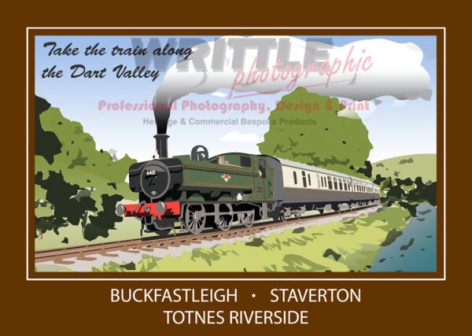 Take the train along
the Dart Valley
WRITTLE
photographic
Professional Photography, Design & Print
Heritage & Commercial Bespoke Products
BUCKFASTLEIGH • STAVERTON
TOTNES RIVERSIDE